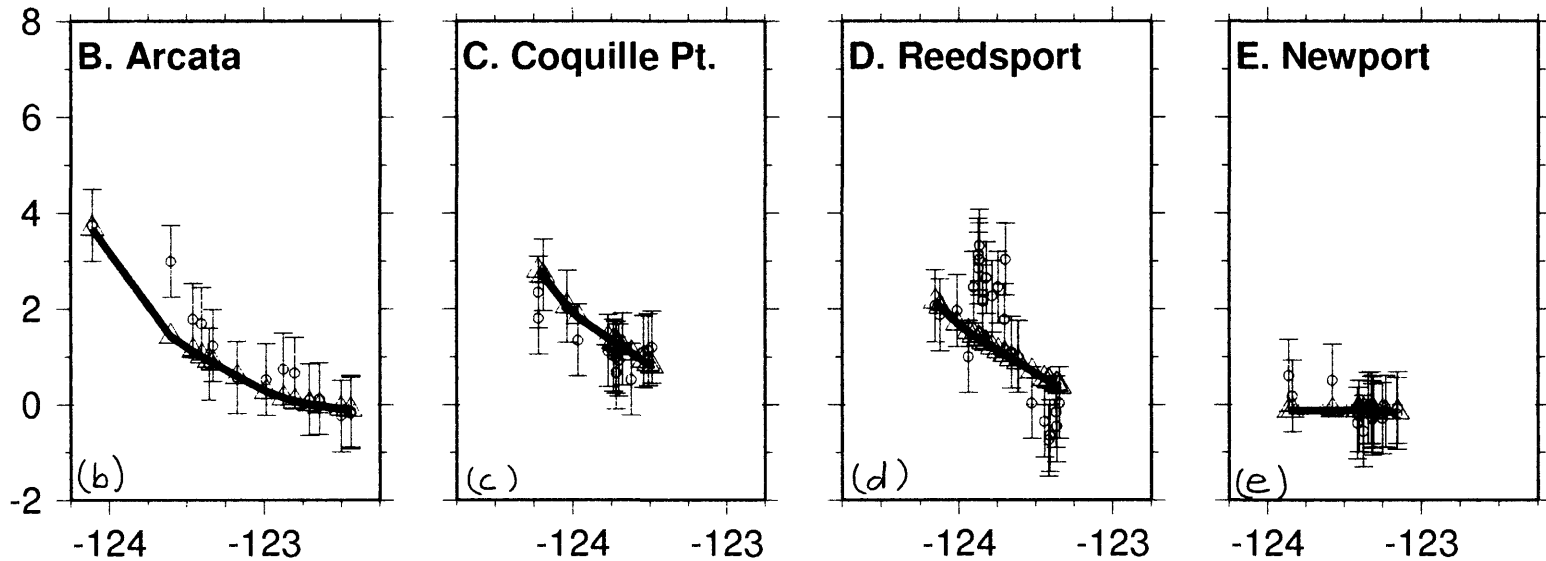 8
6
4
2
0
-2
B. Arcata
(b)
-124 -123
C. Coquille Pt.
(c)
-124 -123
D. Reedsport
(d)
-124 -123
E. Newport
(e)
-124 -123